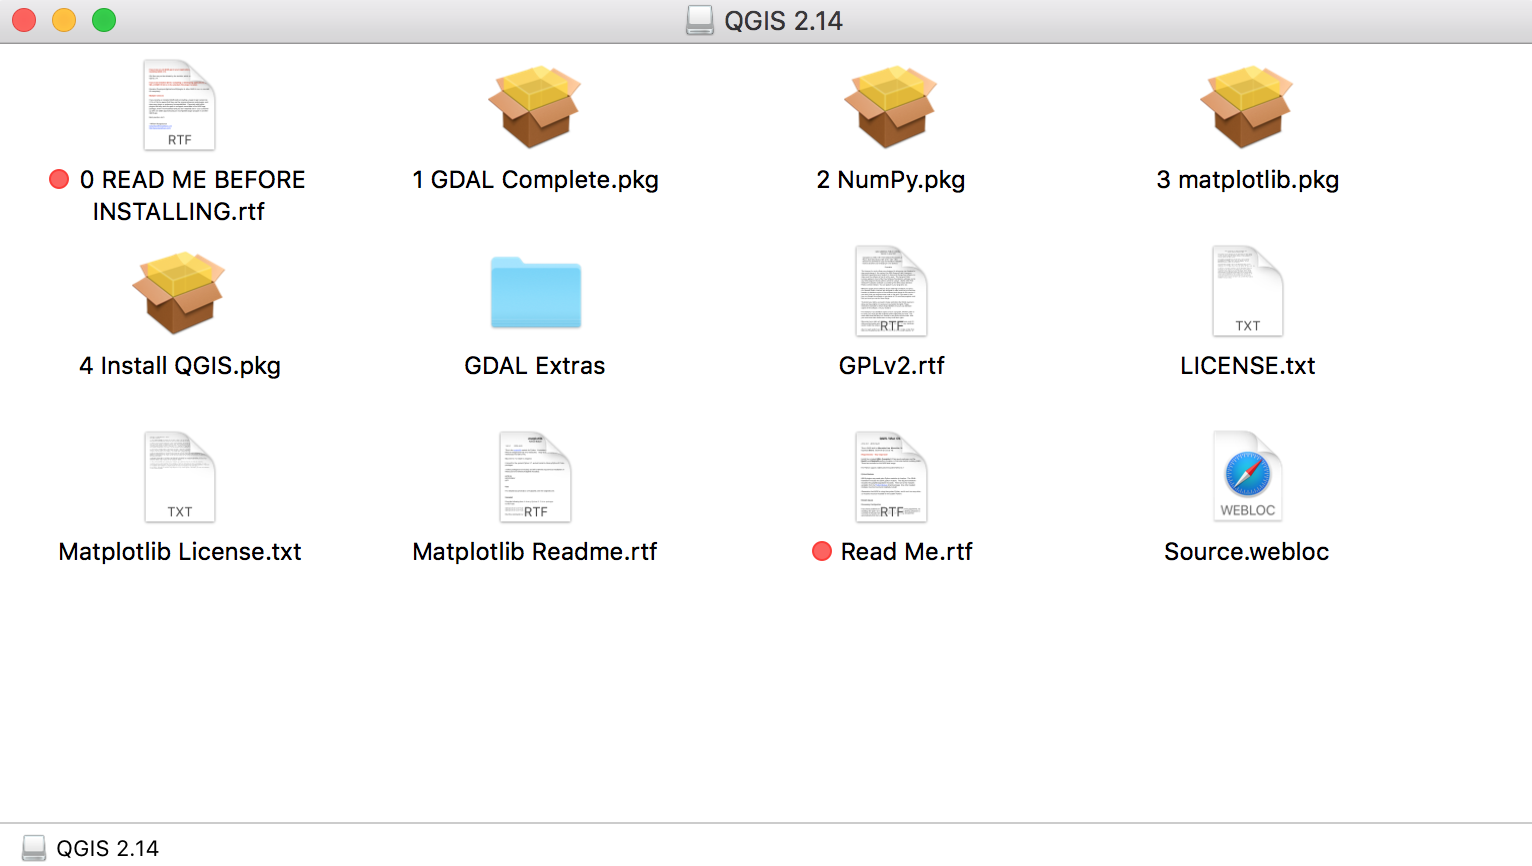 QGIS 2.14
RTF
0 READ ME BEFORE
INSTALLING.rtf
1 GDAL Complete.pkg
2 NumPy.pkg
3 matplotlib.pkg
4 Install QGIS.pkg
GDAL Extras
RTF
GPLv2.rtf
TXT
LICENSE.txt
TXT
Matplotlib License.txt
RTF
Matplotlib Readme.rtf
RTF
Read Me.rtf
WEBLOC
Source.webloc
QGIS 2.14